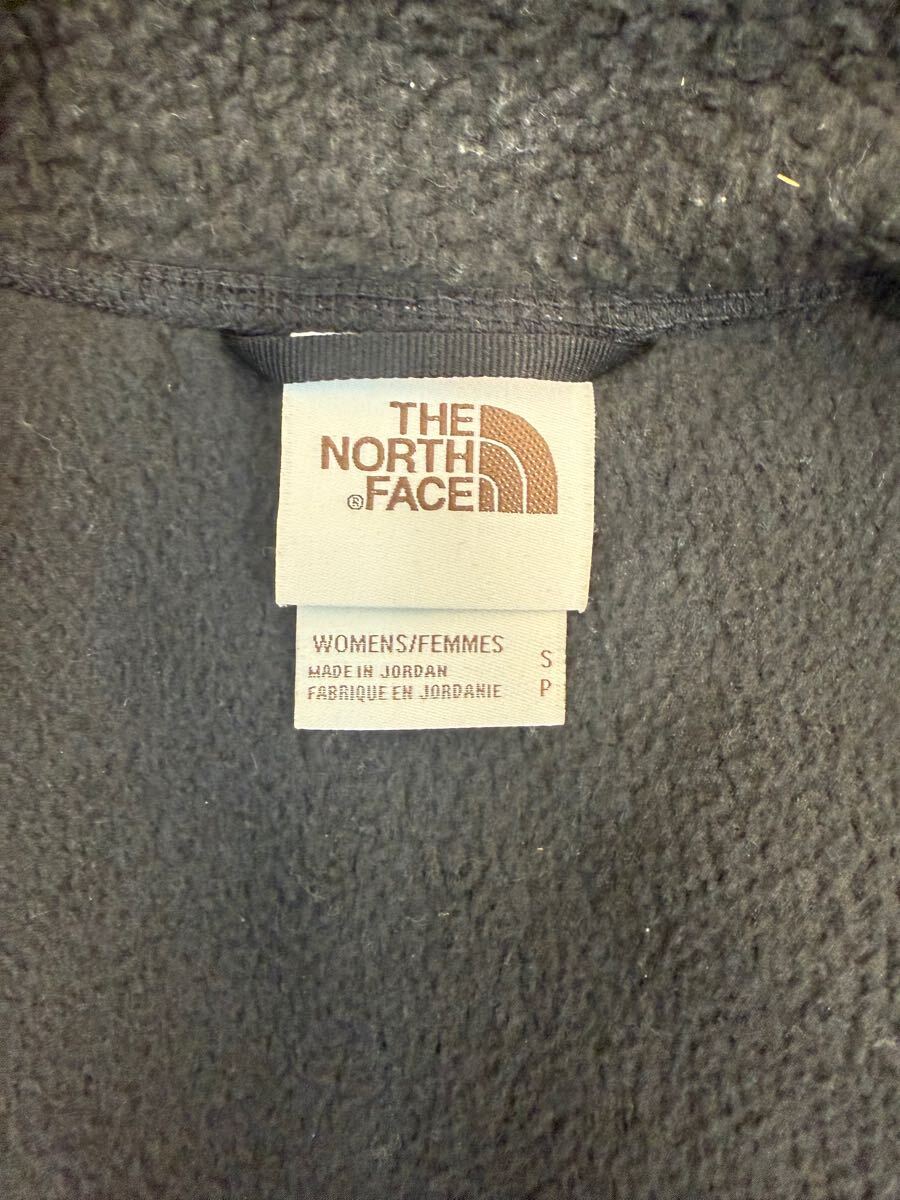 THE
NORTH
®FACE
WOMENS/FEMMES
MADE IN JORDAN
FABRIQUE EN JORDANIE
S
P